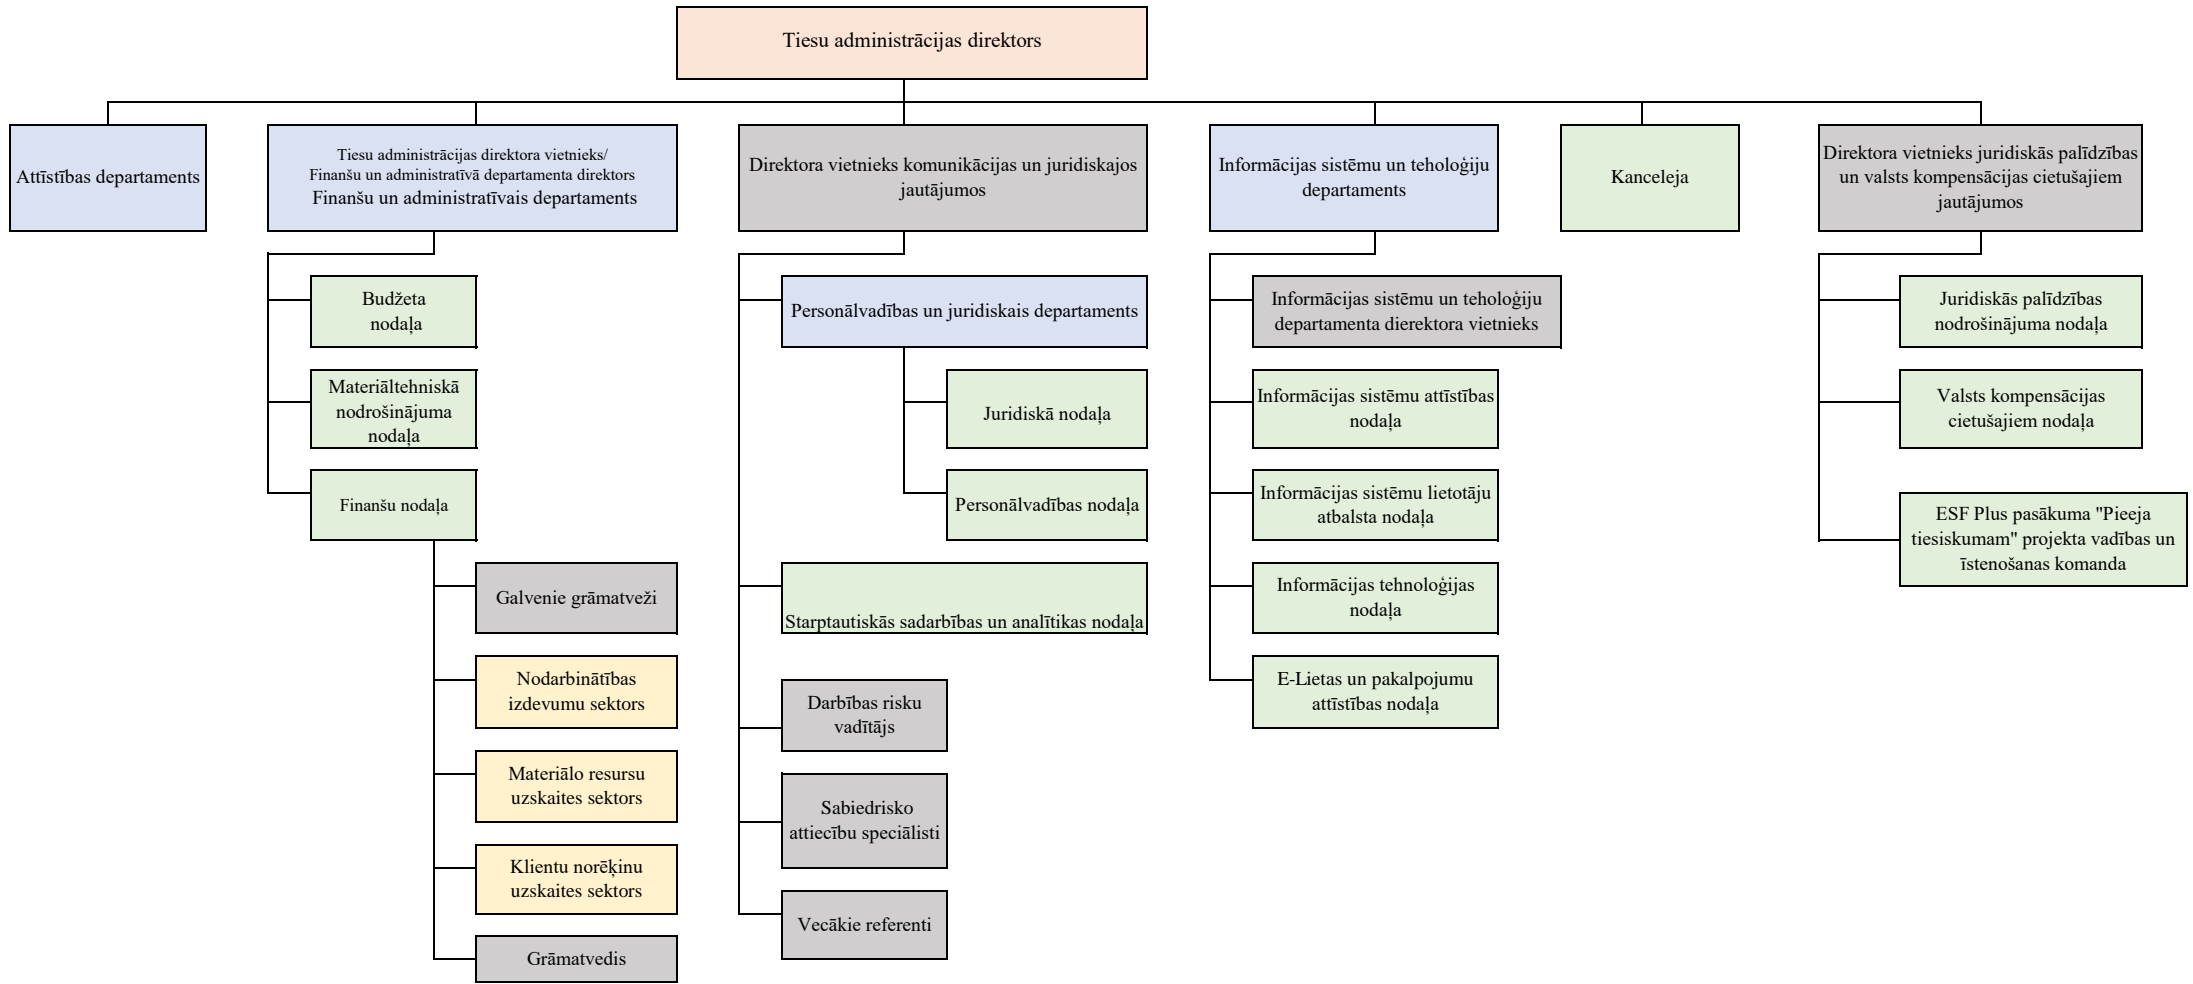 Tiesu administrācijas direktors
Attīstības departaments
Tiesu administrācijas direktora vietnieks/
Finanšu un administratīvā departamenta direktors
Finanšu un administratīvais departaments
Direktora vietnieks komunikācijas un juridiskajos
jautājumos
Informācijas sistēmu un teholoģiju
departaments
Kanceleja
Direktora vietnieks juridiskās palīdzības
un valsts kompensācijas cietušajiem
jautājumos
Budžeta
nodaļa
Materiāltehniskā
nodrošinājuma
nodaļa
Finanšu nodaļa
Galvenie grāmatveži
Nodarbinātības
izdevumu sektors
Materiālo resursu
uzskaites sektors
Klientu norēķinu
uzskaites sektors
Grāmatvedis
Personālvadības un juridiskais departaments
Juridiskā nodaļa
Personālvadības nodaļa
Starptautiskās sadarbības un analītikas nodaļa
Darbības risku
vadītājs
Sabiedrisko
attiecību speciālisti
Vecākie referenti
Informācijas sistēmu un teholoģiju
departamenta dierektora vietnieks
Informācijas sistēmu attīstības
nodaļa
Informācijas sistēmu lietotāju
atbalsta nodaļa
Informācijas tehnoloģijas
nodaļa
E-Lietas un pakalpojumu
attīstības nodaļa
Juridiskās palīdzības
nodrošinājuma nodaļa
Valsts kompensācijas
cietušajiem nodaļa
ESF Plus pasākuma "Pieeja
tiesiskumam" projekta vadības un
īstenošanas komanda